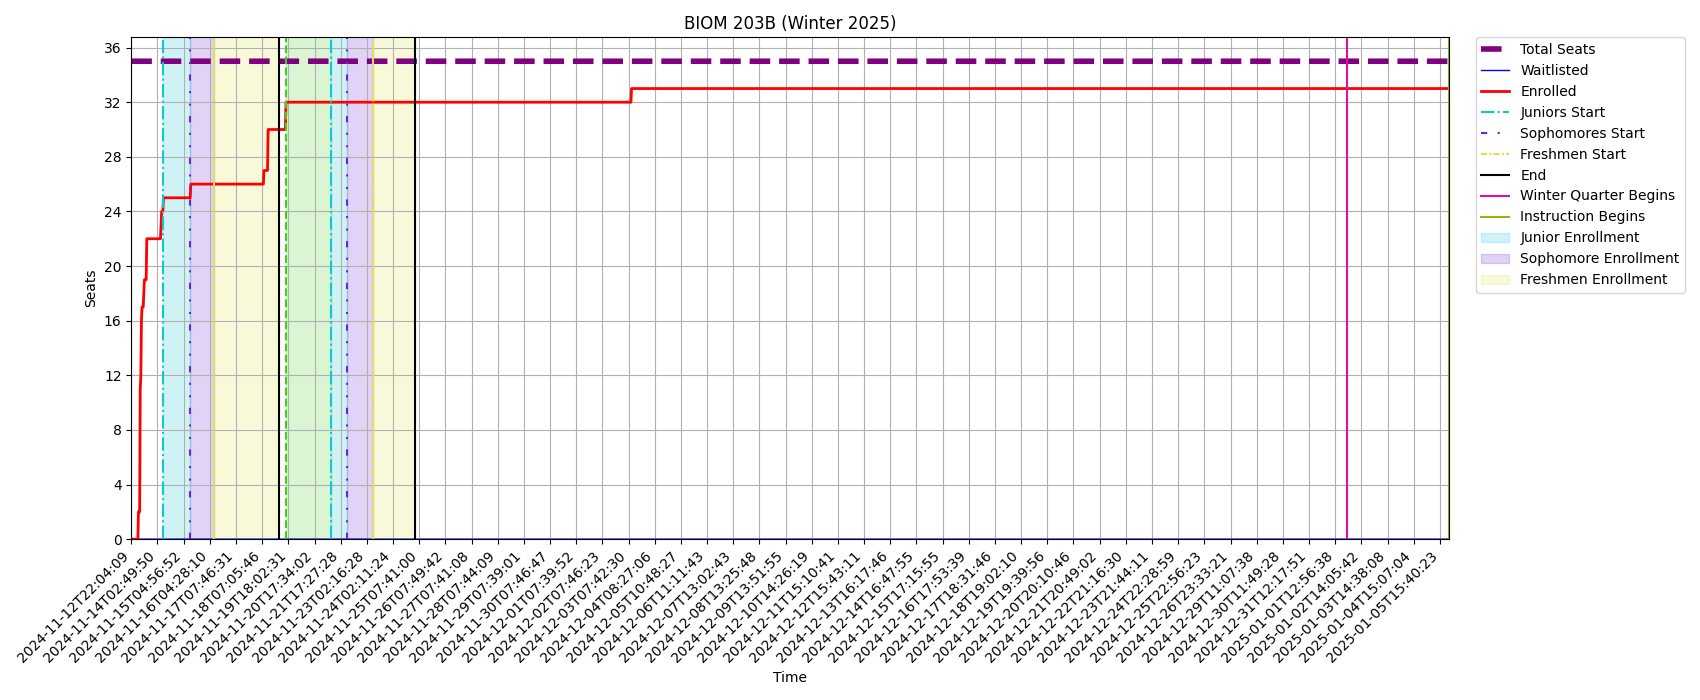 BIOM 203B (Winter 2025)
Seats
36
32
28
24
20
16
12
8
4
0
2024-11-12T22:04:09
2024-11-14T02:49:50
2024-11-15T04:56:52
2024-11-16T04:28:10
2024-11-17T07:46:31
2024-11-18T17:05:46
2024-11-19T18:02:31
2024-11-20T17:34:02
2024-11-21T17:27:28
2024-11-23T02:16:28
2024-11-24T02:11:24
2024-11-25T07:41:00
2024-11-26T07:49:42
2024-11-27T07:41:08
2024-11-28T07:44:09
2024-11-29T07:39:01
2024-11-30T07:46:47
2024-12-01T07:39:52
2024-12-02T07:46:23
2024-12-03T07:42:30
2024-12-04T08:27:06
2024-12-05T10:48:27
2024-12-06T11:11:43
2024-12-07T13:02:43
2024-12-08T13:25:48
2024-12-09T13:51:55
2024-12-10T14:26:19
2024-12-11T15:10:41
2024-12-12T15:43:11
2024-12-13T16:17:46
2024-12-14T16:47:55
2024-12-15T17:15:55
2024-12-16T17:53:39
2024-12-17T18:31:46
2024-12-18T19:02:10
2024-12-19T19:39:56
2024-12-20T20:10:46
2024-12-21T20:49:02
2024-12-22T21:16:30
2024-12-23T21:44:11
2024-12-24T22:28:59
2024-12-25T22:56:23
2024-12-26T23:33:21
2024-12-29T11:07:38
2024-12-30T11:49:28
2024-12-31T12:17:51
2025-01-01T12:56:38
2025-01-02T14:05:42
2025-01-03T14:38:08
2025-01-04T15:07:04
2025-01-05T15:40:23
Time
Total Seats
Waitlisted
Enrolled
Juniors Start
Sophomores Start
Freshmen Start
End
Winter Quarter Begins
Instruction Begins
Junior Enrollment
Sophomore Enrollment
Freshmen Enrollment